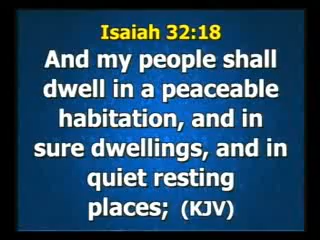 Isaiah 32:18
And my people shall
dwell in a peaceable
habitation, and in
sure dwellings, and in
quiet resting
places; (KJV)